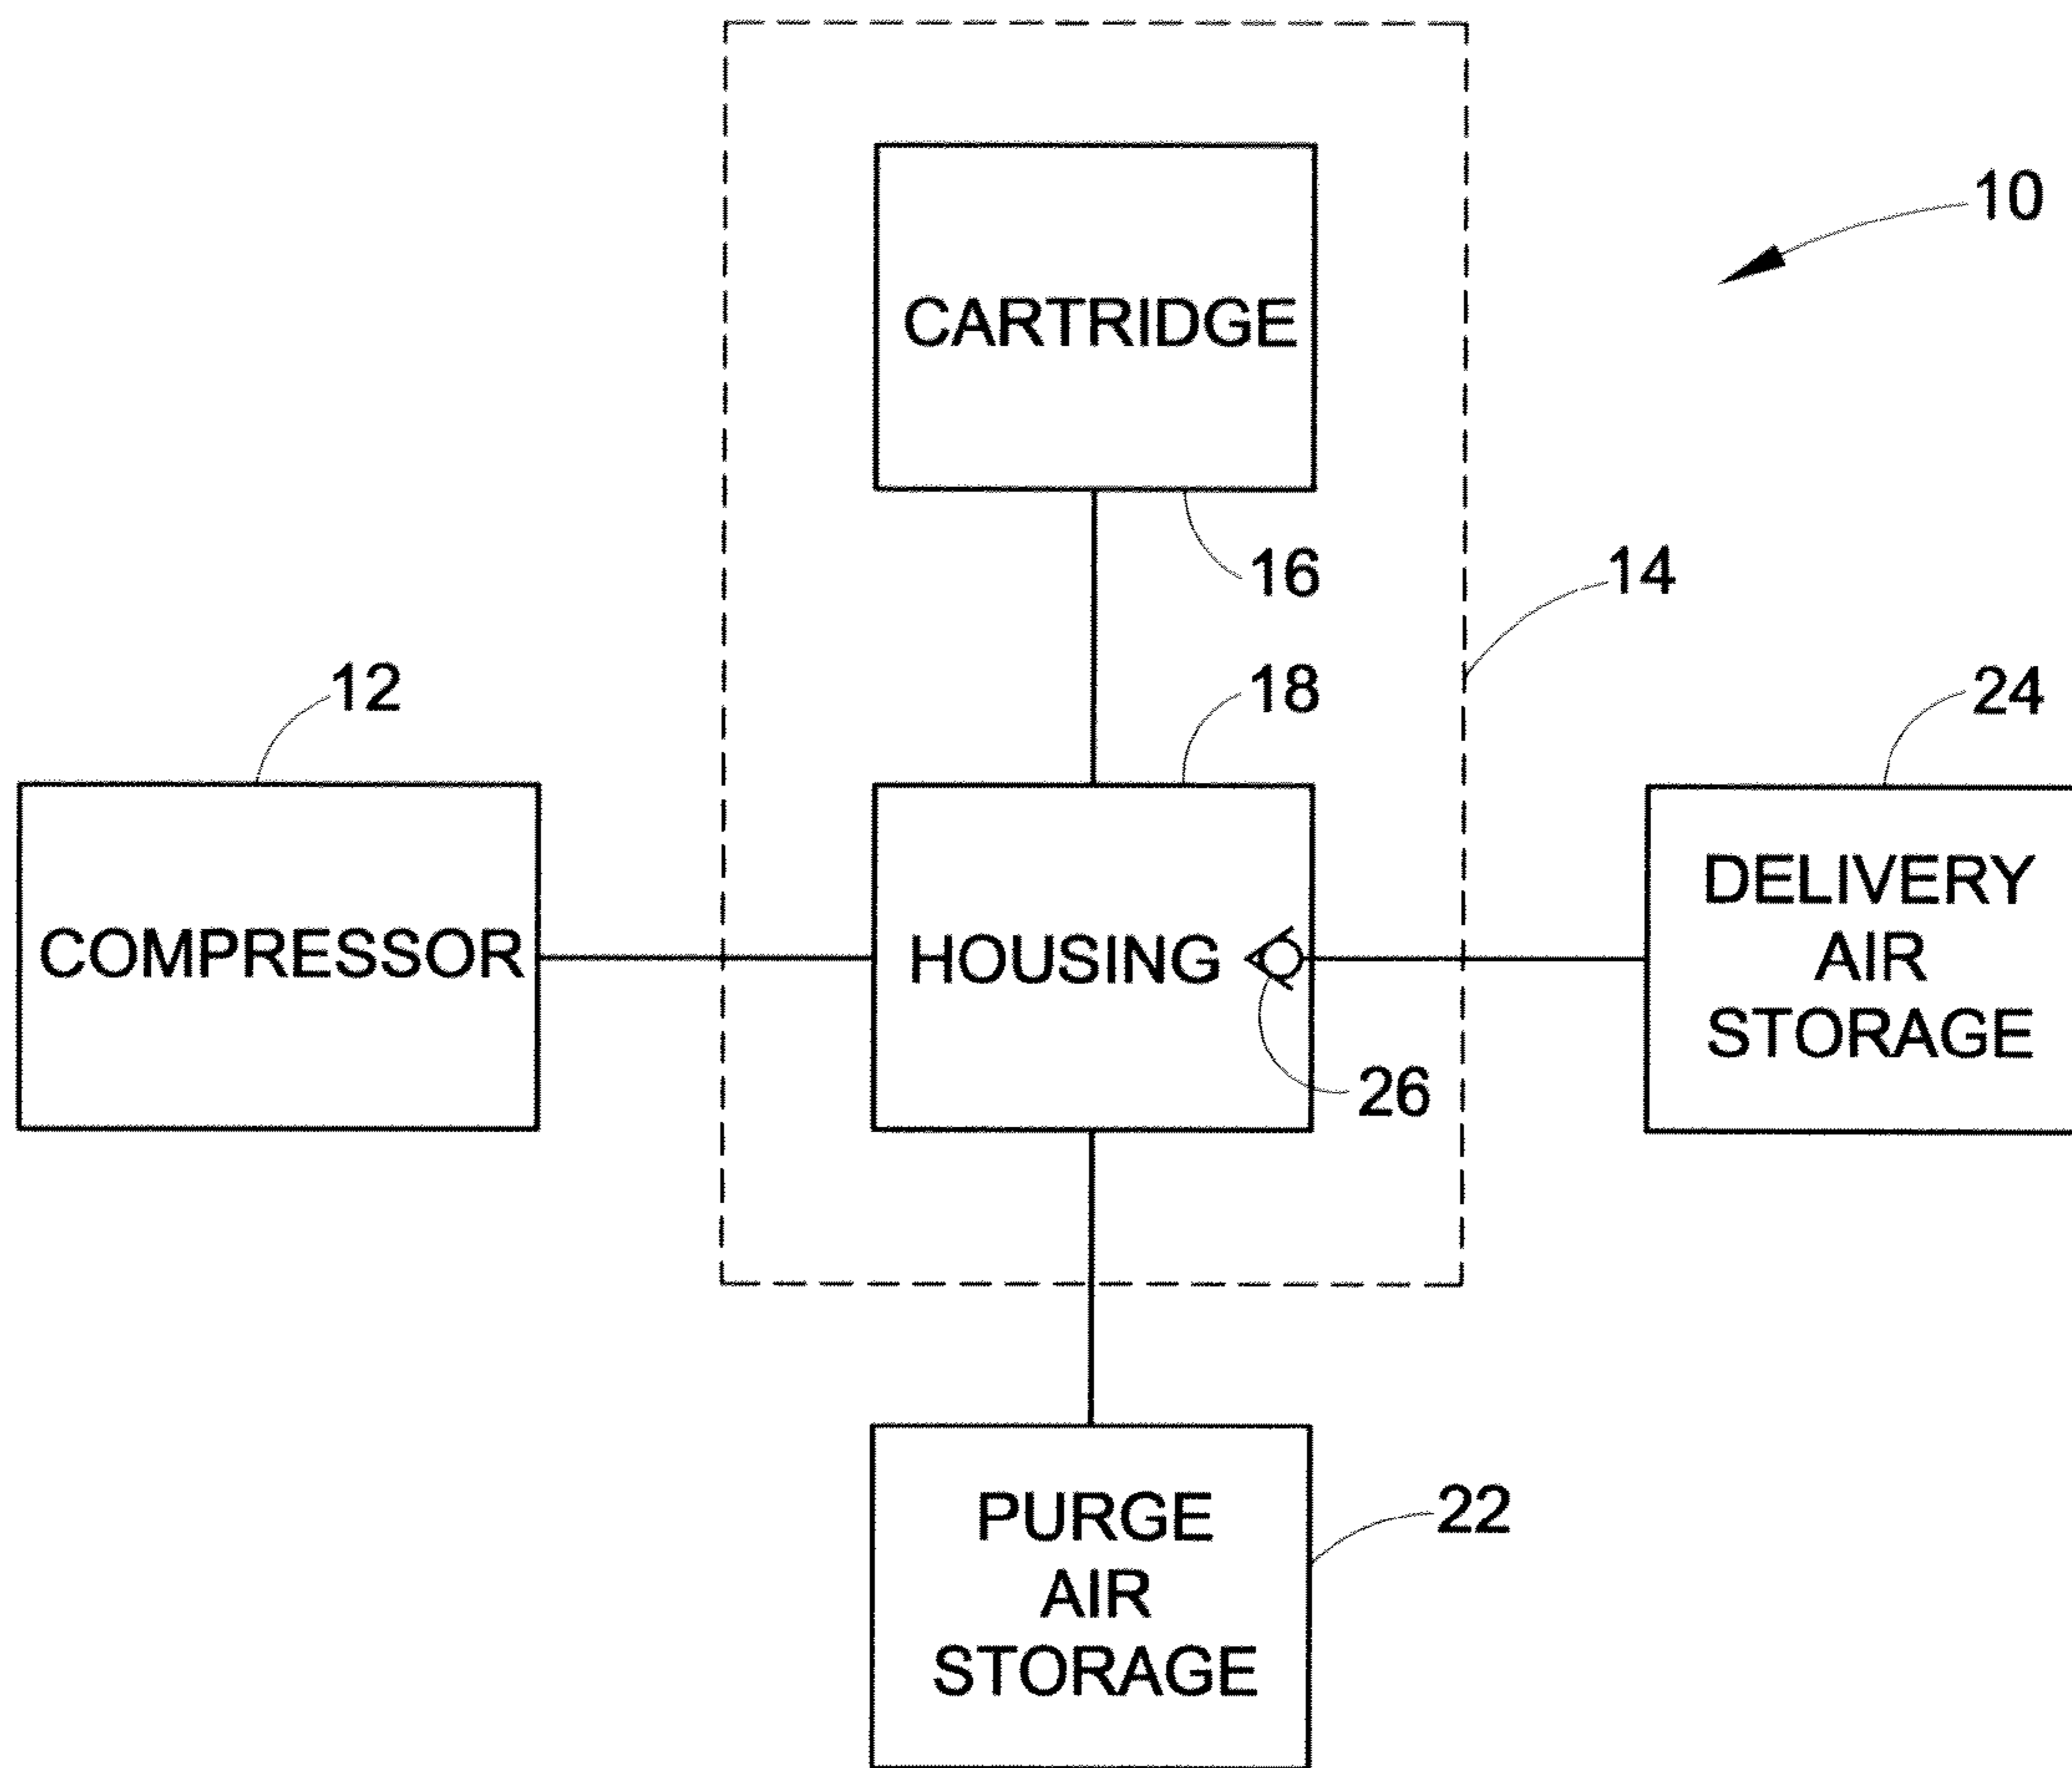 10
CARTRIDGE
16
14
18
12
24
COMPRESSOR
HOUSING
26
DELIVERY
AIR
STORAGE
PURGE
AIR
STORAGE
22